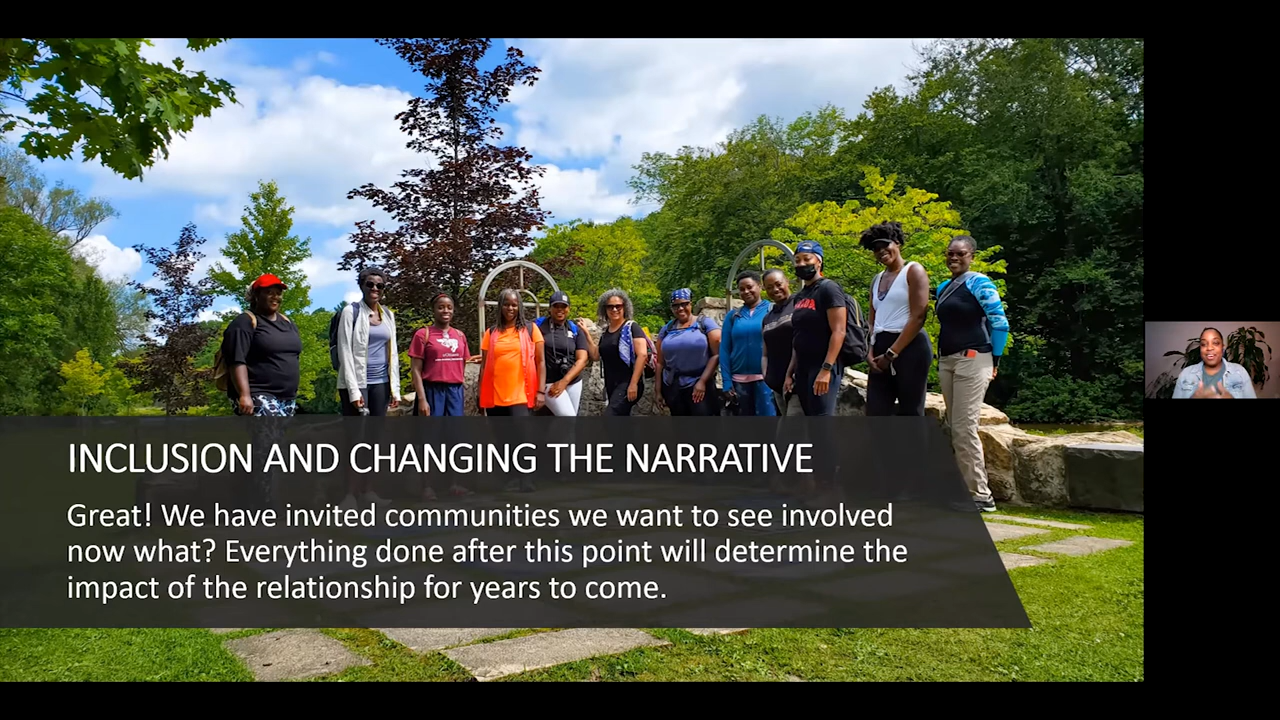 INCLUSION AND CHANGING THE NARRATIVE
Great! We have invited communities we want to see involved
now what? Everything done after this point will determine the
impact of the relationship for years to come.